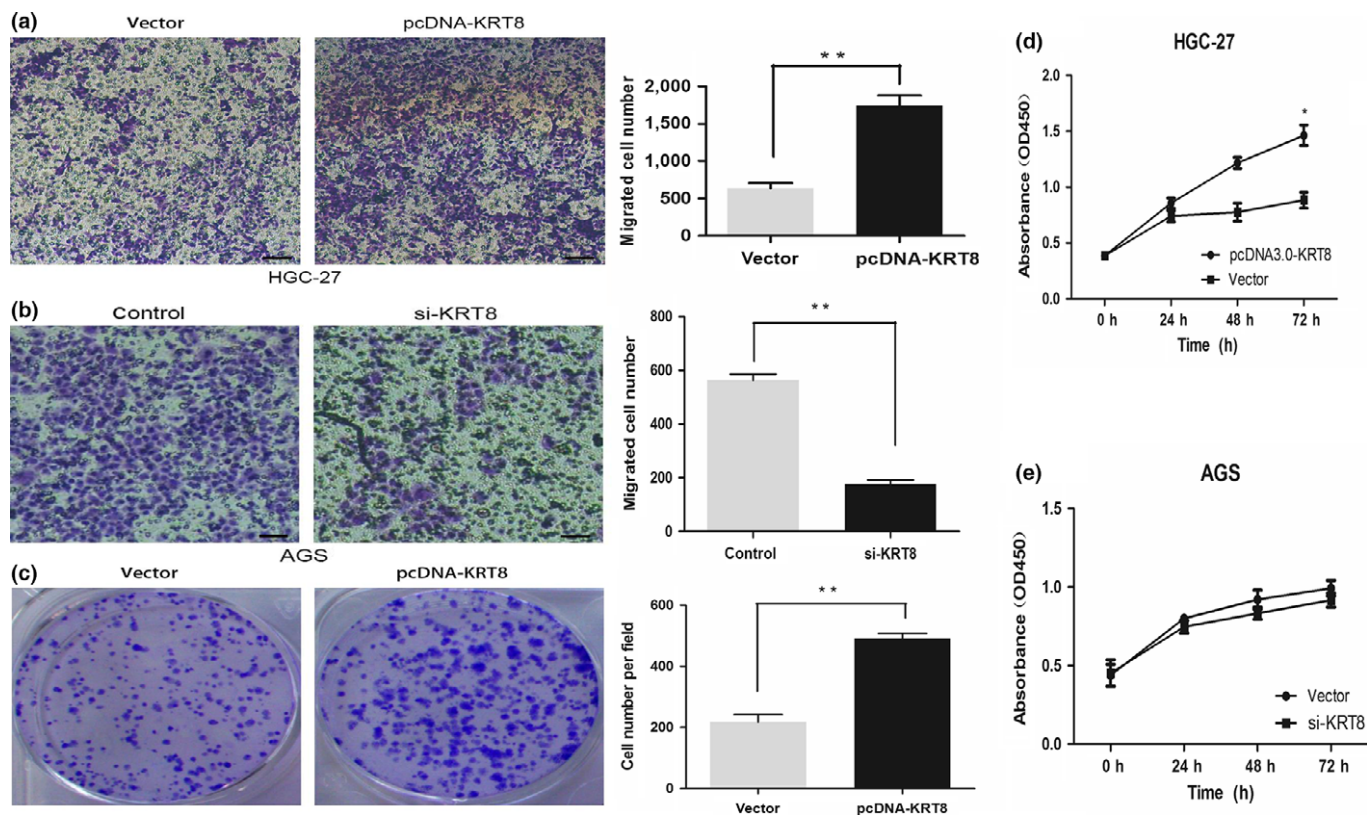 (a)
Vector
pcDNA-KRT8
HGC-27
Migrated cell number
2,000
1,500
1,000
500
0
* *
Vector
pcDNA-KRT8
(b)
Control
si-KRT8
AGS
Migrated cell number
800
600
400
200
0
* *
Control
si-KRT8
(c)
Vector
pcDNA-KRT8
Cell number per field
600
400
200
0
* *
Vector
pcDNA-KRT8
(d)
HGC-27
Absorbance (OD450)
2.0
1.5
1.0
0.5
0.0
*
pcDNA3.0-KRT8
Vector
0 h 24 h 48 h 72 h
Time (h)
(e)
AGS
Absorbance (OD450)
1.5
1.0
0.5
0.0
Vector
si-KRT8
0 h 24 h 48 h 72 h
Time (h)